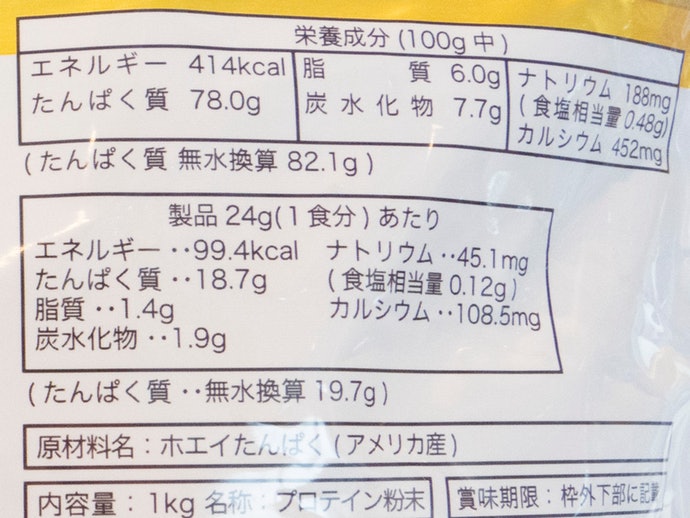 栄養成分(100g中)
エネルギー 414kcal 脂 質 6.0g ナトリウム 188mg
たんぱく質 78.0g 炭水化物 7.7g (食塩相当量 0.48g)
カルシウム 452mg
(たんぱく質 無水換算 82.1g)
製品24g(1食分)あたり
エネルギー‥99.4kcal ナトリウム‥45.1mg
たんぱく質‥18.7g (食塩相当量 0.12g)
脂質‥1.4g カルシウム‥108.5mg
炭水化物‥1.9g
(たんぱく質‥無水換算 19.7g)
原材料名:ホエイたんぱく(アメリカ産)
内容量:1kg 名称:プロテイン粉末 賞味期限:枠外下部に記載